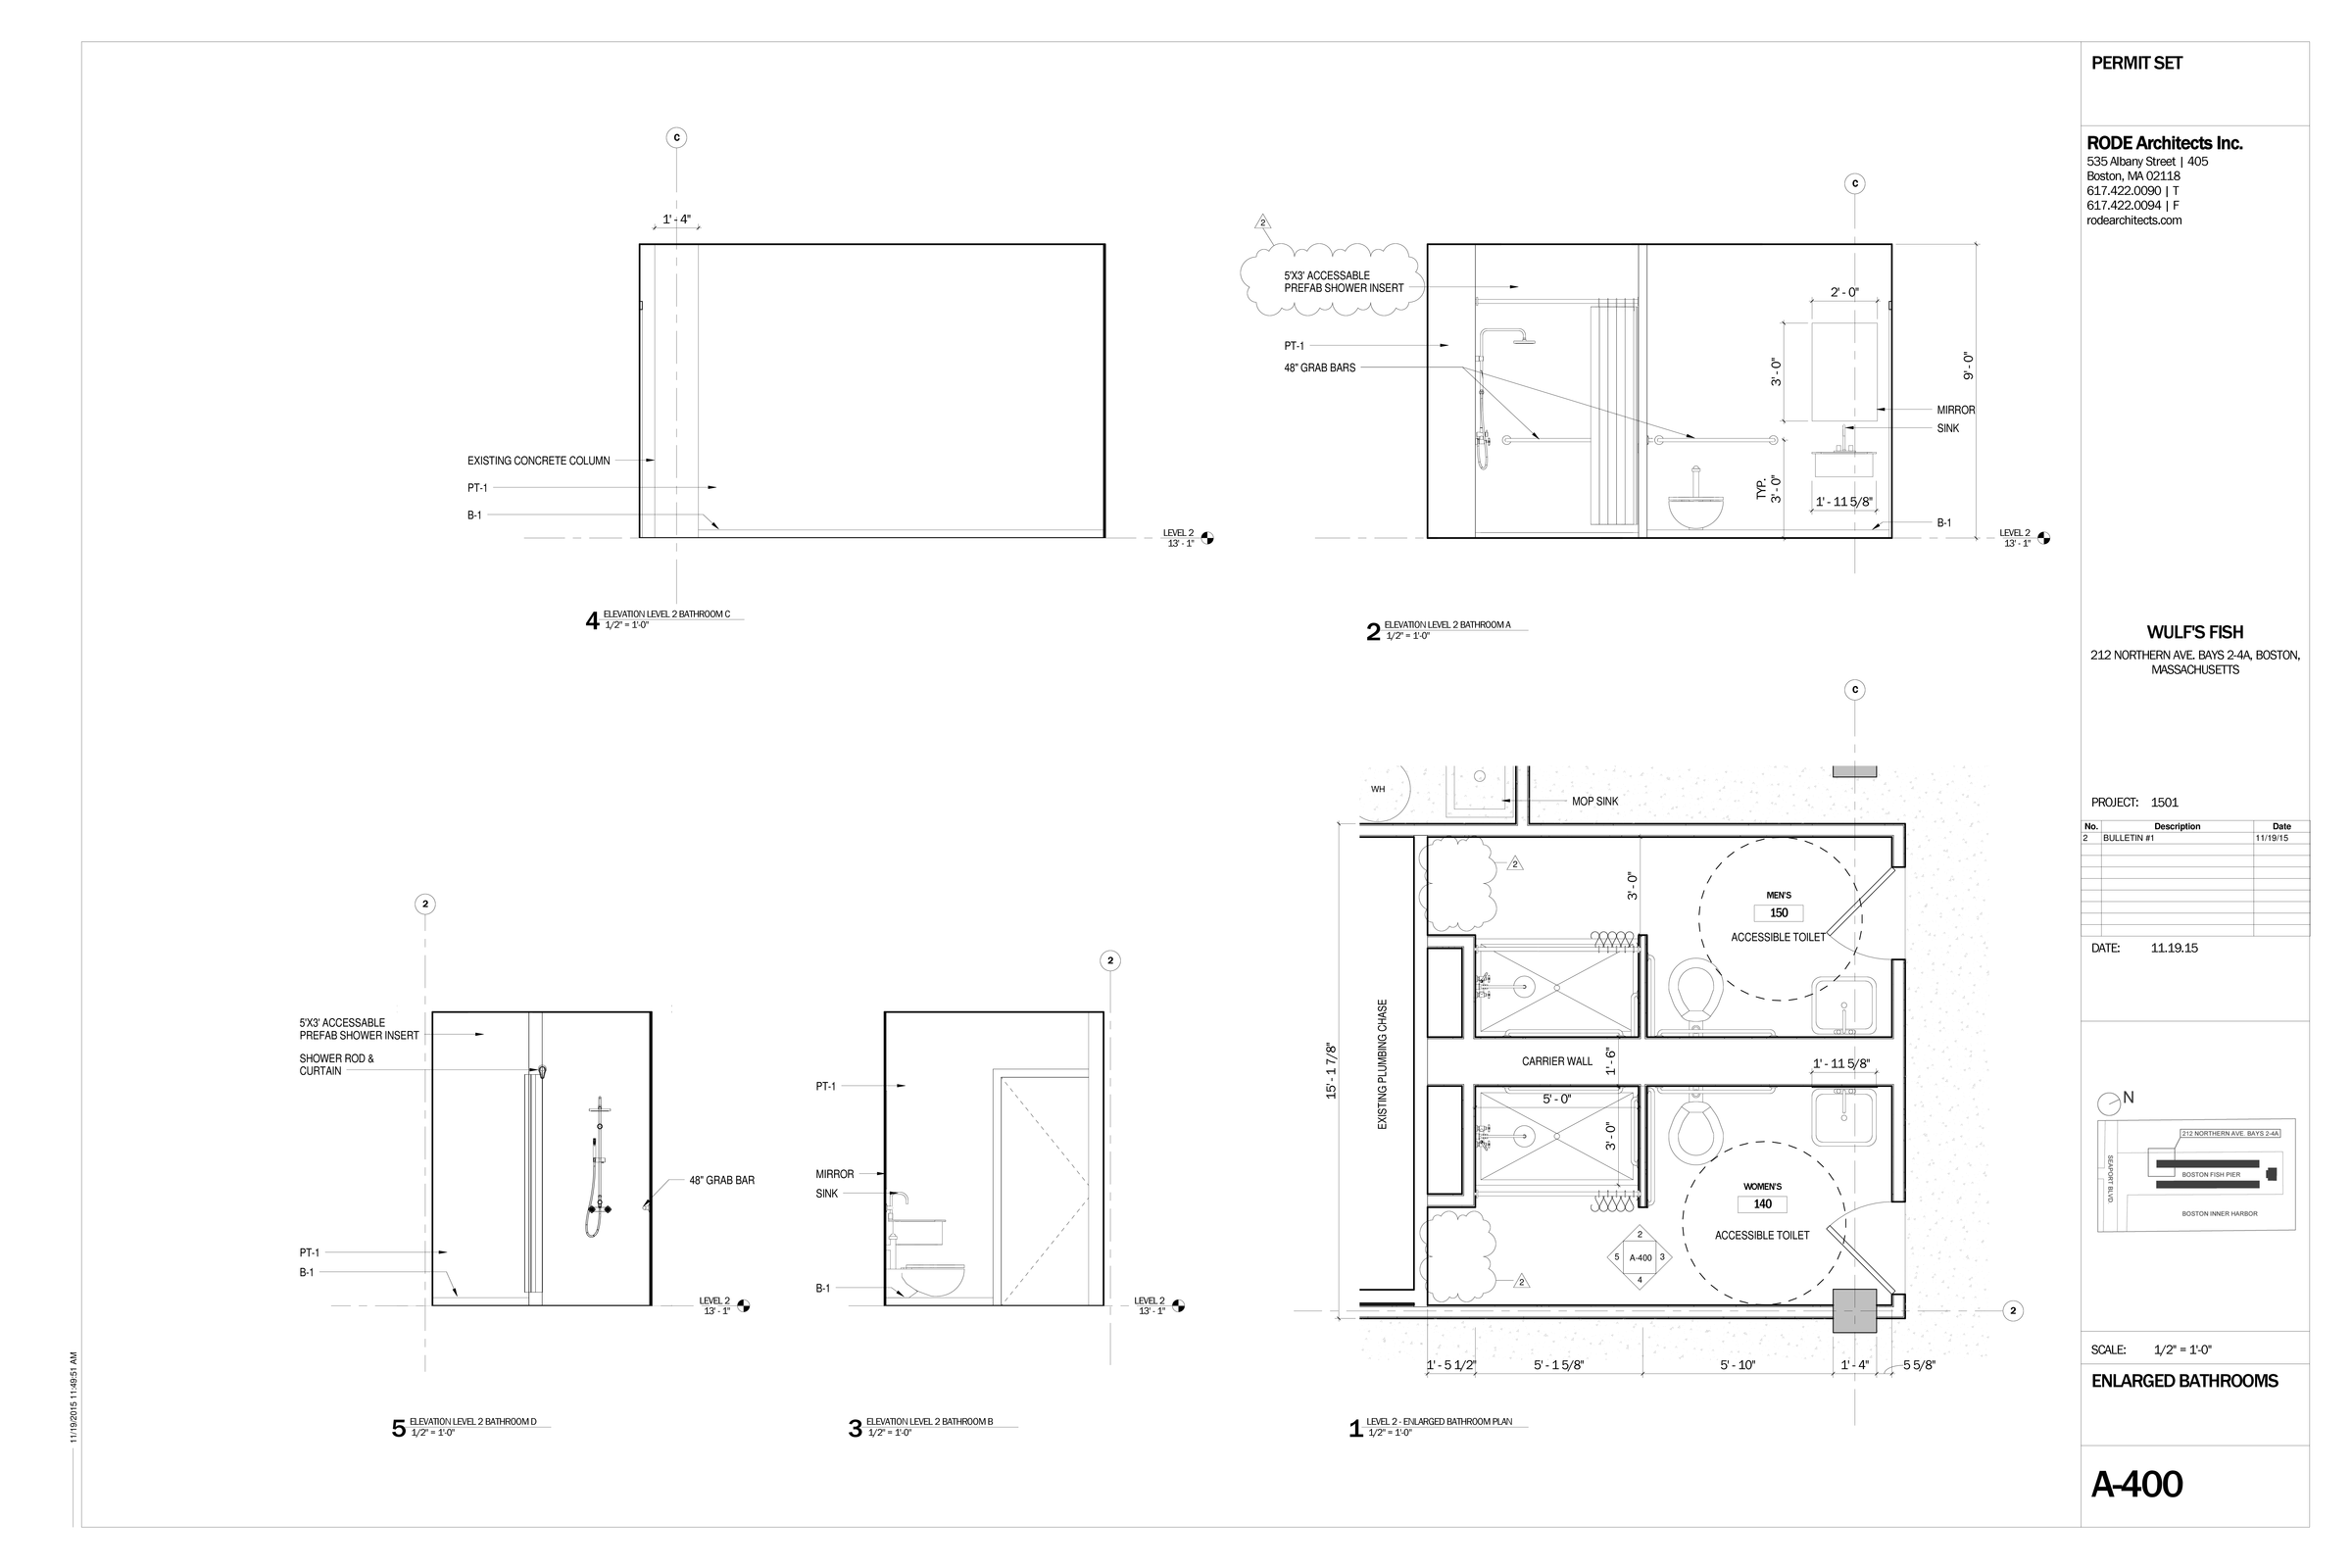 C
1' - 4"
EXISTING CONCRETE COLUMN
PT-1
B-1
LEVEL 2
13' - 1"
4 ELEVATION LEVEL 2 BATHROOM C
1/2" = 1'-0"
C
2
5'X3' ACCESSABLE
PREFAB SHOWER INSERT
PT-1
48" GRAB BARS
2' - 0"
3' - 0"
9' - 0"
MIRROR
SINK
TYP.
3' - 0"
1' - 11 5/8"
B-1
LEVEL 2
13' - 1"
2 ELEVATION LEVEL 2 BATHROOM A
1/2" = 1'-0"
2
5'X3' ACCESSABLE
PREFAB SHOWER INSERT
SHOWER ROD &
CURTAIN
48" GRAB BAR
PT-1
B-1
LEVEL 2
13' - 1"
5 ELEVATION LEVEL 2 BATHROOM D
1/2" = 1'-0"
2
PT-1
MIRROR
SINK
B-1
LEVEL 2
13' - 1"
3 ELEVATION LEVEL 2 BATHROOM B
1/2" = 1'-0"
C
WH
MOP SINK
2
3' - 0"
MEN'S
150
ACCESSIBLE TOILET
15' - 1 7/8"
EXISTING PLUMBING CHASE
CARRIER WALL
1' - 6"
1' - 11 5/8"
5' - 0"
3' - 0"
WOMEN'S
140
ACCESSIBLE TOILET
2
5 A-400 3
4
2
2
1' - 5 1/2"
5' - 1 5/8"
5' - 10"
1' - 4"
5 5/8"
1 LEVEL 2 - ENLARGED BATHROOM PLAN
1/2" = 1'-0"
11/19/2015 11:49:51 AM
PERMIT SET
RODE Architects Inc.
535 Albany Street | 405
Boston, MA 02118
617.422.0090 | T
617.422.0094 | F
rodearchitects.com
WULF'S FISH
212 NORTHERN AVE. BAYS 2-4A, BOSTON,
MASSACHUSETTS
PROJECT: 1501
No. Description Date
2 BULLETIN #1 11/19/15
DATE: 11.19.15
N
212 NORTHERN AVE. BAYS 2-4A
SEAPORT BLVD.
BOSTON FISH PIER
BOSTON INNER HARBOR
SCALE: 1/2" = 1'-0"
ENLARGED BATHROOMS
A-400